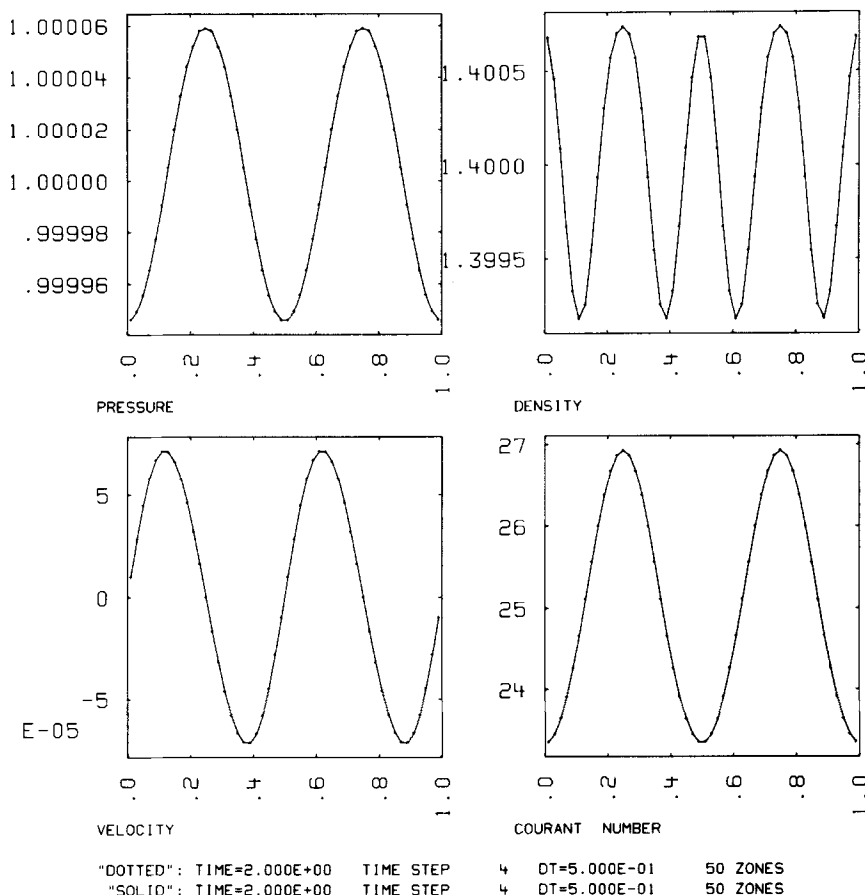 1.00006
1.00004
1.00002
1.00000
.99998
.99996
.0 .2 .4 .6 .8 1.0
PRESSURE
1.4005
1.4000
1.3995
.0 .2 .4 .6 .8 1.0
DENSITY
5
0
-5
E-05
.0 .2 .4 .6 .8 1.0
VELOCITY
27
26
25
24
.0 .2 .4 .6 .8 1.0
COURANT NUMBER
"DOTTED": TIME=2.000E+00 TIME STEP 4 DT=5.000E-01 50 ZONES
"SOLID": TIME=2.000E+00 TIME STEP 4 DT=5.000E-01 50 ZONES